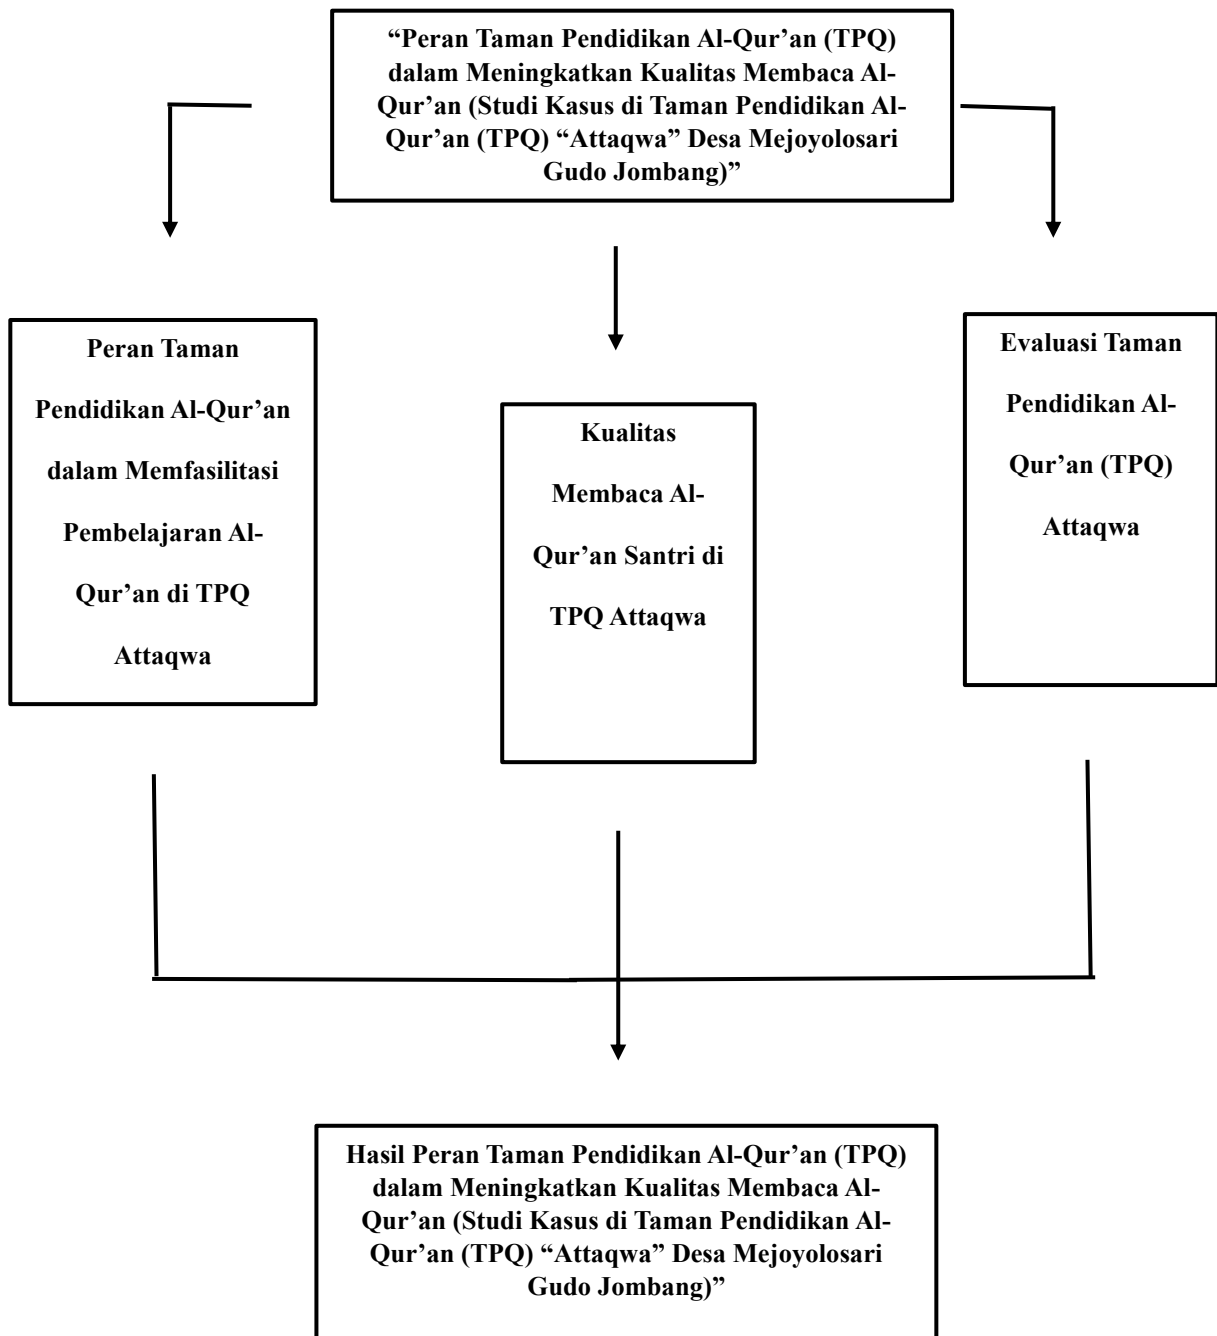 “Peran Taman Pendidikan Al-Qur’an (TPQ)
dalam Meningkatkan Kualitas Membaca Al-
Qur’an (Studi Kasus di Taman Pendidikan Al-
Qur’an (TPQ) “Attaqwa” Desa Mejoyolosari
Gudo Jombang)”
Peran Taman
Pendidikan Al-Qur’an
dalam Memfasilitasi
Pembelajaran Al-
Qur’an di TPQ
Attaqwa
Kualitas
Membaca Al-
Qur’an Santri di
TPQ Attaqwa
Evaluasi Taman
Pendidikan Al-
Qur’an (TPQ)
Attaqwa
Hasil Peran Taman Pendidikan Al-Qur’an (TPQ)
dalam Meningkatkan Kualitas Membaca Al-
Qur’an (Studi Kasus di Taman Pendidikan Al-
Qur’an (TPQ) “Attaqwa” Desa Mejoyolosari
Gudo Jombang)”